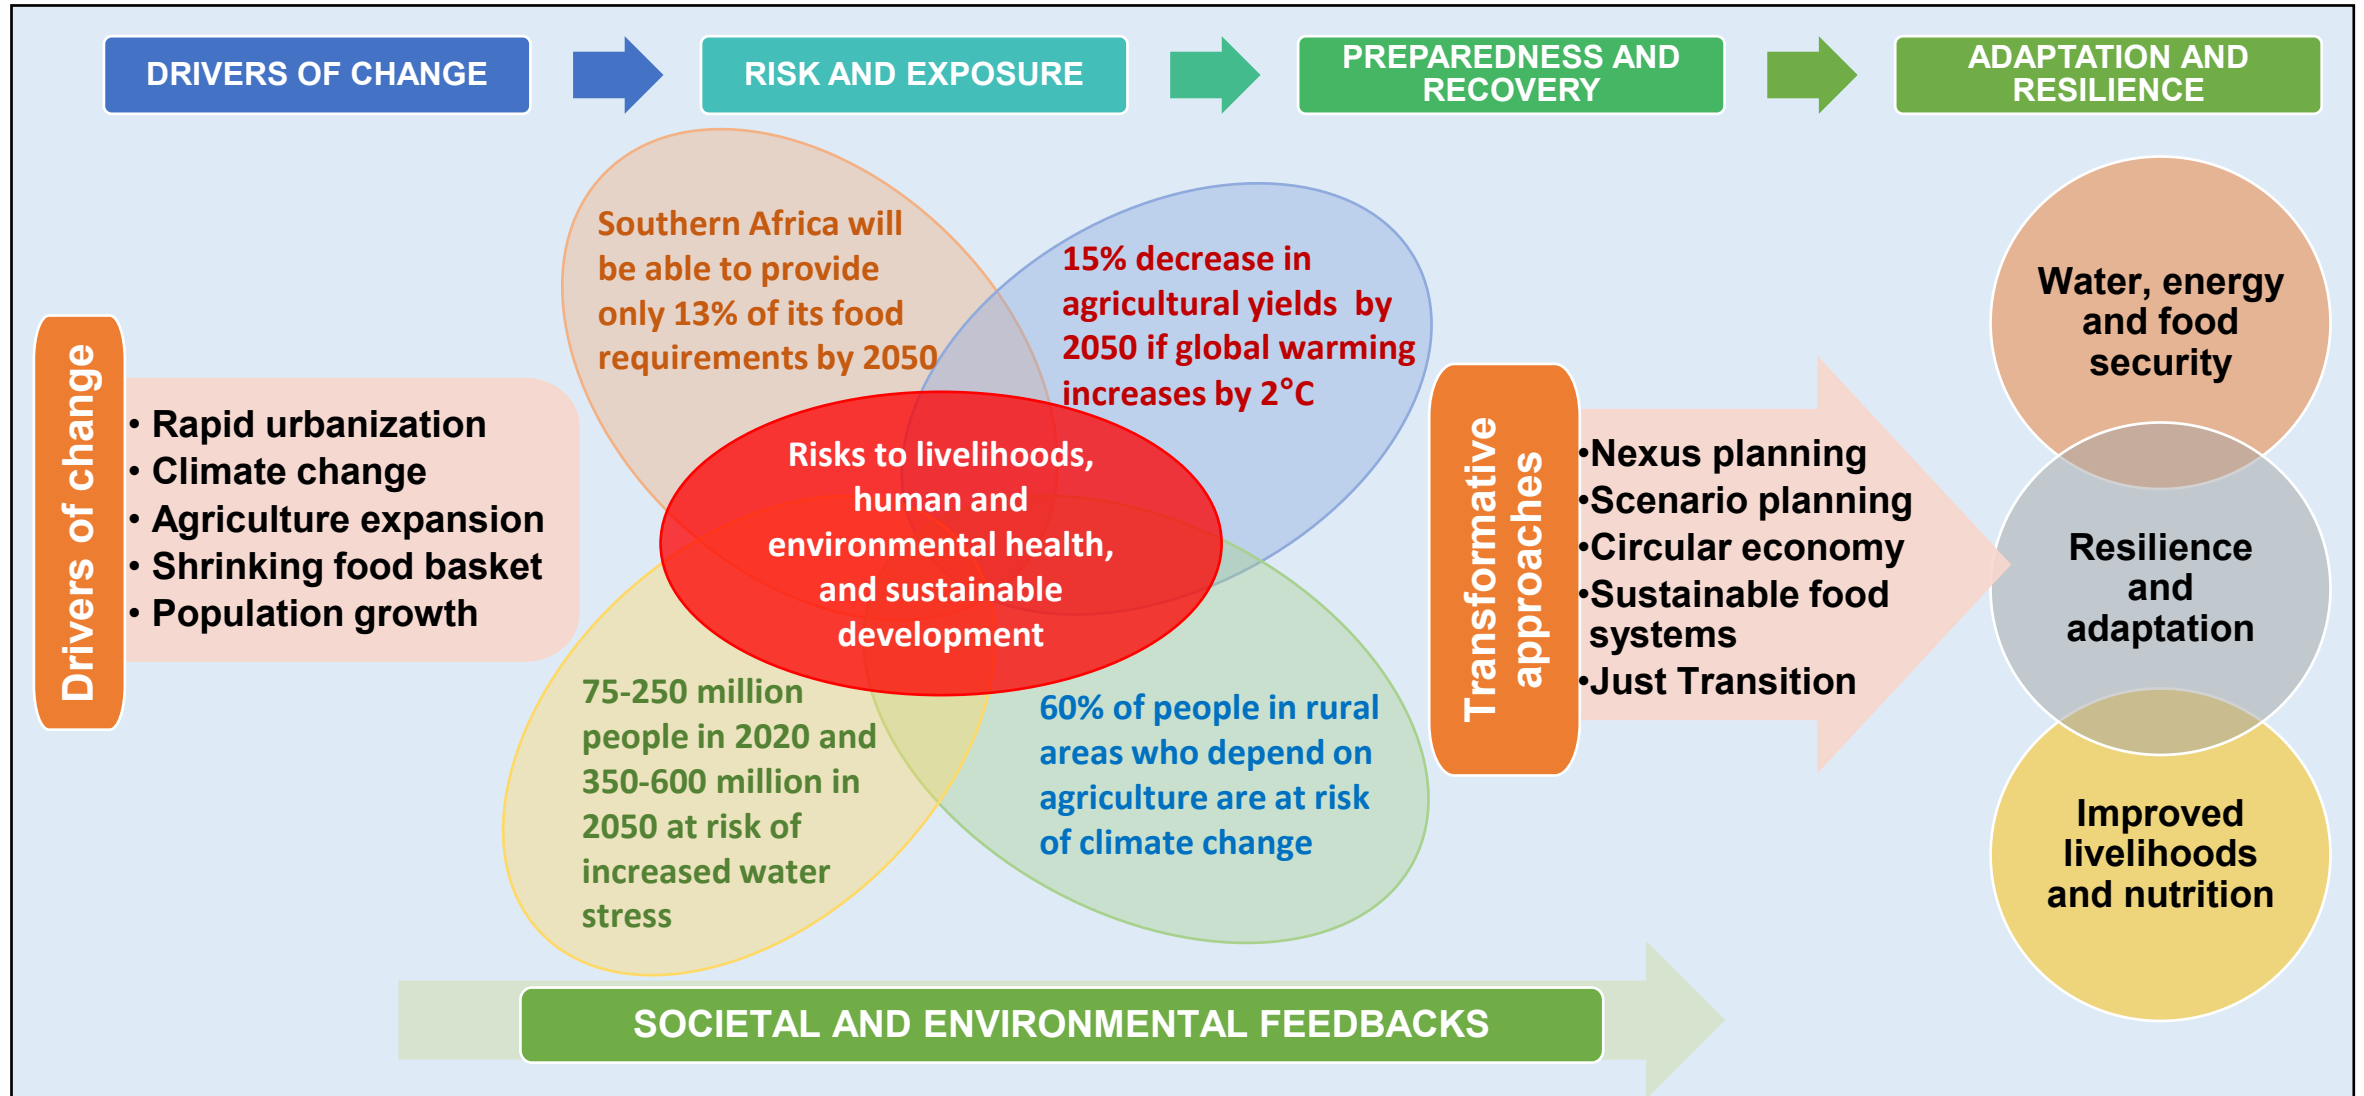 DRIVERS OF CHANGE
RISK AND EXPOSURE
PREPAREDNESS AND
RECOVERY
ADAPTATION AND
RESILIENCE
Drivers of change
• Rapid urbanization
• Climate change
• Agriculture expansion
• Shrinking food basket
• Population growth
Southern Africa will
be able to provide
only 13% of its food
requirements by 2050
15% decrease in
agricultural yields by
2050 if global warming
increases by 2°C
Risks to livelihoods,
human and
environmental health,
and sustainable
development
75-250 million
people in 2020 and
350-600 million in
2050 at risk of
increased water
stress
60% of people in rural
areas who depend on
agriculture are at risk
of climate change
Transformative
approaches
•Nexus planning
•Scenario planning
•Circular economy
•Sustainable food
systems
•Just Transition
Water, energy
and food
security
Resilience
and
adaptation
Improved
livelihoods
and nutrition
SOCIETAL AND ENVIRONMENTAL FEEDBACKS